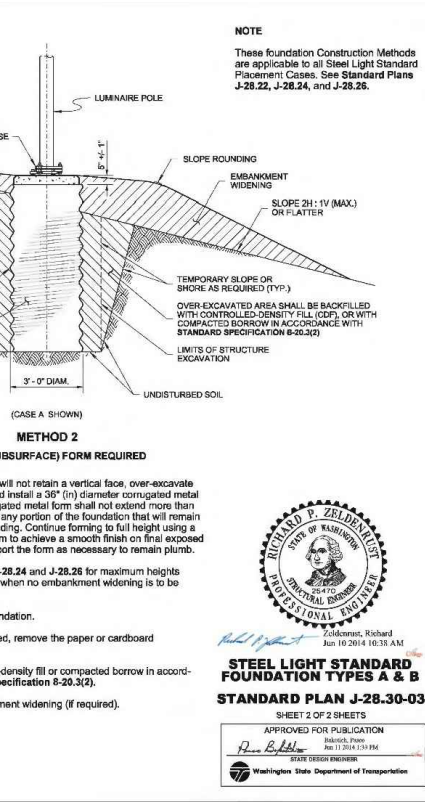 NOTE
These foundation Construction Methods
are applicable to all Steel Light Standard
Placement Cases. See Standard Plans
J-28.22, J-28.24, and J-28.26.
LUMINAIRE POLE
SE
5" +/- 1"
SLOPE ROUNDING
EMBANKMENT
WIDENING
SLOPE 2H : 1V (MAX.)
OR FLATTER
TEMPORARY SLOPE OR
SHORE AS REQUIRED (TYP.)
OVER-EXCAVATED AREA SHALL BE BACKFILLED
WITH CONTROLLED-DENSITY FILL (CDF), OR WITH
COMPACTED BORROW IN ACCORDANCE WITH
STANDARD SPECIFICATION 8-20.3(2)
LIMITS OF STRUCTURE
EXCAVATION
3' - 0" DIAM.
UNDISTURBED SOIL
(CASE A SHOWN)
METHOD 2
UBSURFACE) FORM REQUIRED
will not retain a vertical face, over-excavate
d install a 36" (in) diameter corrugated metal
gated metal form shall not extend more than
any portion of the foundation that will remain
ding. Continue forming to full height using a
m to achieve a smooth finish on final exposed
port the form as necessary to remain plumb.
-28.24 and J-28.26 for maximum heights
when no embankment widening is to be
ndation.
ed, remove the paper or cardboard
-density fill or compacted borrow in accord-
ecification 8-20.3(2).
ment widening (if required).
RICHARD P. ZELDENRUST
STATE OF WASHINGTON
25470
STRUCTURAL ENGINEER
PROFESSIONAL ENGINEER
Zeldenrust, Richard
Jun 10 2014 10:38 AM
STEEL LIGHT STANDARD
FOUNDATION TYPES A & B
STANDARD PLAN J-28.30-03
SHEET 2 OF 2 SHEETS
APPROVED FOR PUBLICATION
Bakotich, Pasco
Jun 11 2014 1:33 PM
STATE DESIGN ENGINEER
Washington State Department of Transportation